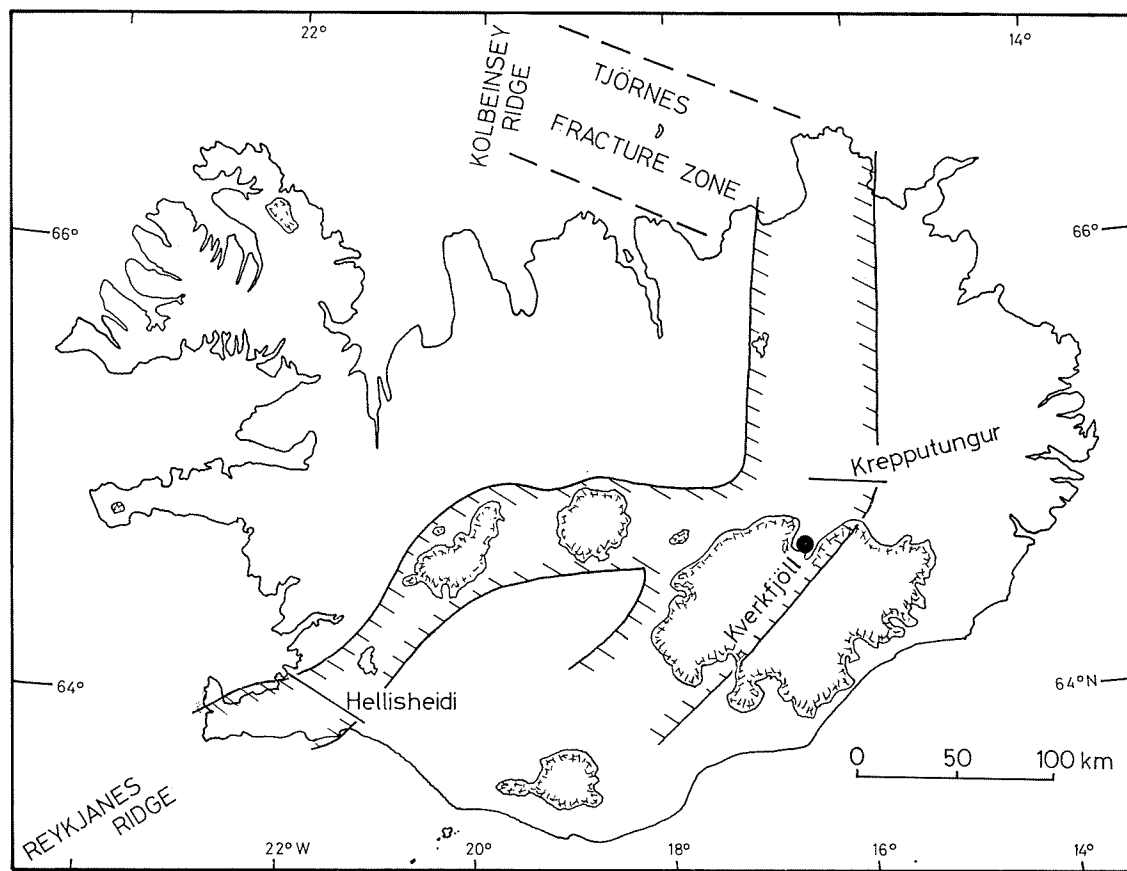 22°
14°
KOLBEINSEY
RIDGE
TJÖRNES
FRACTURE ZONE
66°
66°
Krepputungur
Kverkfjöll
64°
64°N
Hellisheidi
0 50 100 km
REYKJANES
RIDGE
22°W
20°
18°
16°
14°